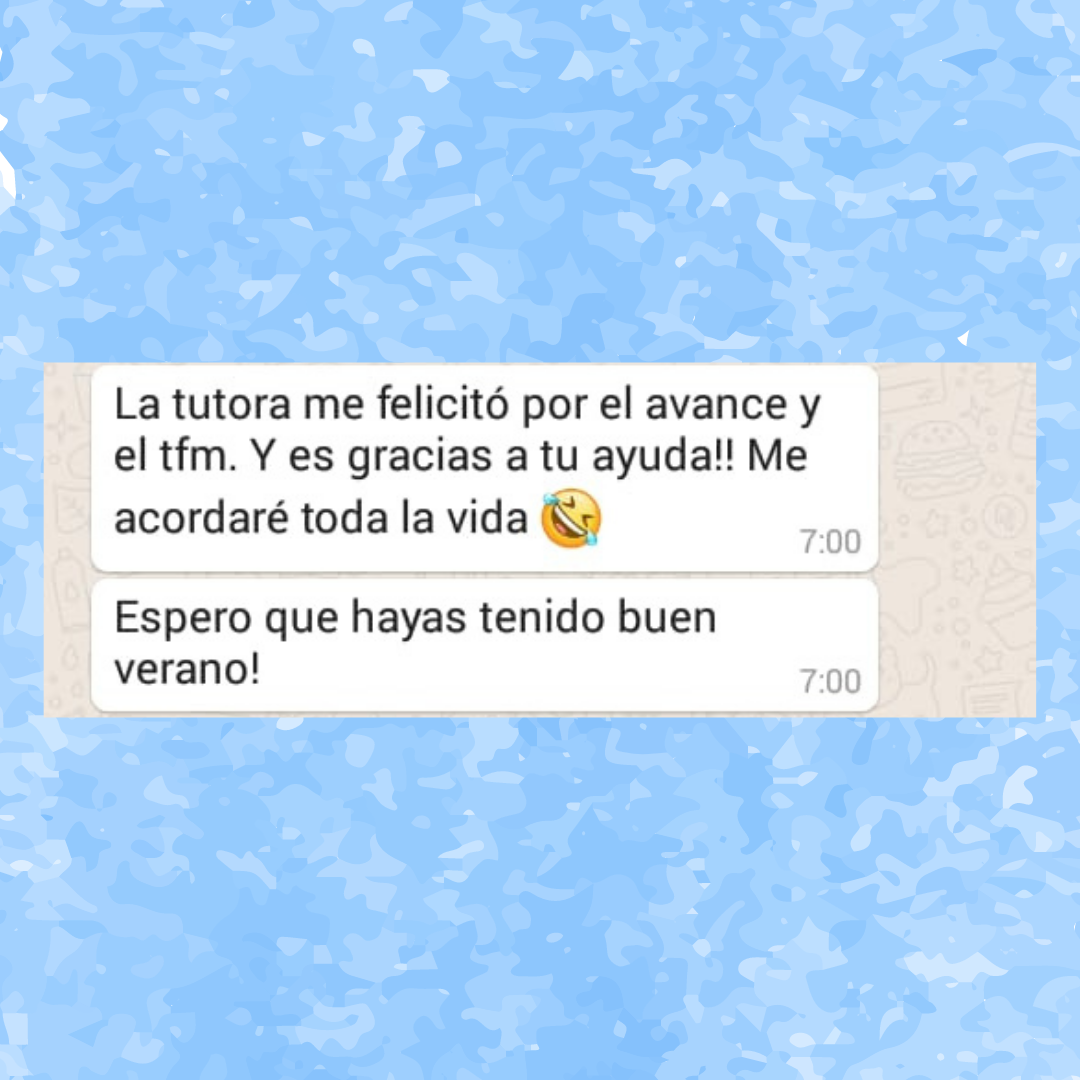 La tutora me felicitó por el avance y
el tfm. Y es gracias a tu ayuda!! Me
acordaré toda la vida 🤣
7:00
Espero que hayas tenido buen
verano!
7:00